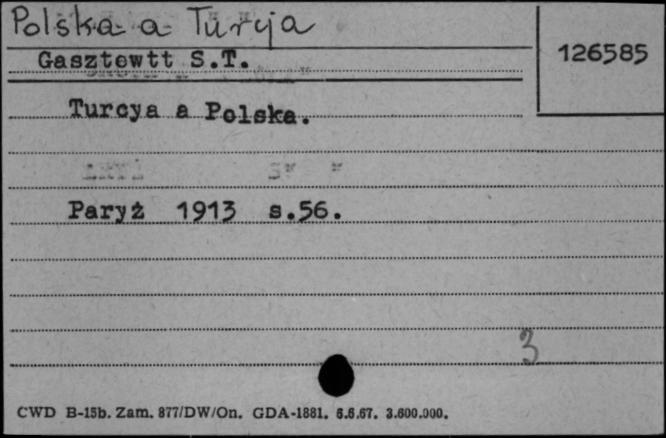 Polska a Turcja
126585
Gasztowtt S.T.
Turcya a Polska.
Paryż 1913 s.56.
3
CWD B-15b. Zam. 877/DW/On. GDA-1881. 6.6.67. 3.600.000.